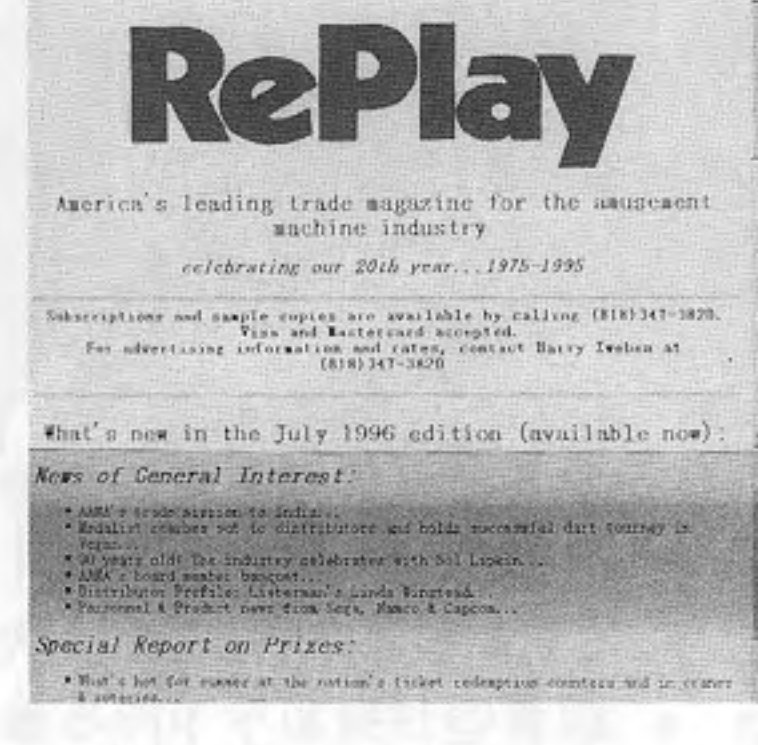 RePlay
America's leading trade magazine for the amusement
machine industry
celebrating our 20th year...1975-1995
Subscriptions and sample copies are available by calling (818)347-3820.
Visa and Mastercard accepted.
For advertising information and rates, contact Barry at
(818)347-3820
What's new in the July 1996 edition (available now):
News of General Interest:
• AAMA's trade mission to India...
• Medalist reaches out to distributors and holds successful dart tourney in
Vegas...
• 90 years old! The industry celebrates with Sol Lipkin...
• AAMA's board member banquet...
• Distributor Profile: Lieberman's Linda Winstead...
• Personnel & Product news from Sega, Namco & Capcom...
Special Report on Prizes:
• What's hot for summer at the nation's ticket redemption counters and in cranes
& rotaries...